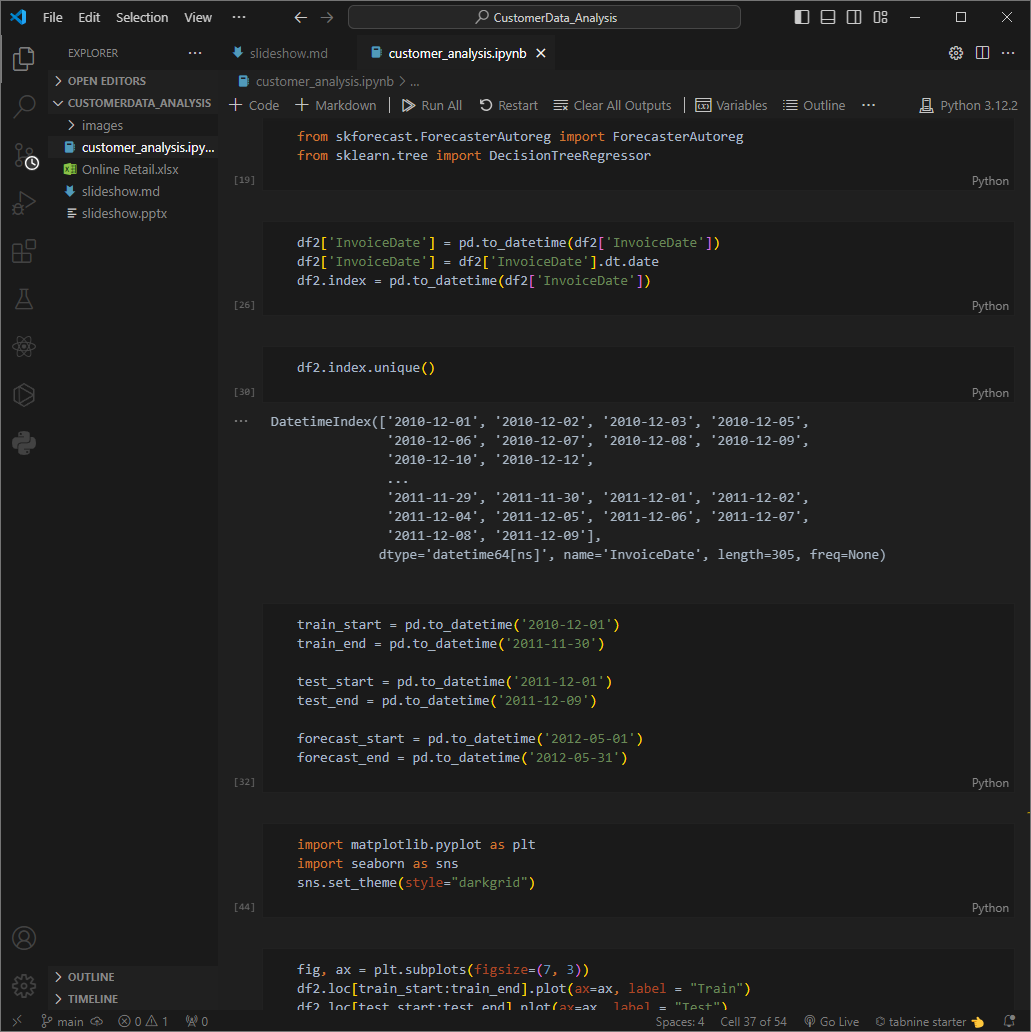 File Edit Selection View ··· CustomerData_Analysis
EXPLORER ···
slideshow.md
customer_analysis.ipynb
OPEN EDITORS
CUSTOMERDATA_ANALYSIS
images
customer_analysis.ipy...
Online Retail.xlsx
slideshow.md
slideshow.pptx
customer_analysis.ipynb > ...
+ Code + Markdown | Run All Restart Clear All Outputs | Variables Outline ··· Python 3.12.2
from skforecast.ForecasterAutoreg import ForecasterAutoreg
from sklearn.tree import DecisionTreeRegressor
[19] Python
df2['InvoiceDate'] = pd.to_datetime(df2['InvoiceDate'])
df2['InvoiceDate'] = df2['InvoiceDate'].dt.date
df2.index = pd.to_datetime(df2['InvoiceDate'])
[26] Python
df2.index.unique()
[30] Python
··· DatetimeIndex(['2010-12-01', '2010-12-02', '2010-12-03', '2010-12-05',
'2010-12-06', '2010-12-07', '2010-12-08', '2010-12-09',
'2010-12-10', '2010-12-12',
...
'2011-11-29', '2011-11-30', '2011-12-01', '2011-12-02',
'2011-12-04', '2011-12-05', '2011-12-06', '2011-12-07',
'2011-12-08', '2011-12-09'],
dtype='datetime64[ns]', name='InvoiceDate', length=305, freq=None)
train_start = pd.to_datetime('2010-12-01')
train_end = pd.to_datetime('2011-11-30')
test_start = pd.to_datetime('2011-12-01')
test_end = pd.to_datetime('2011-12-09')
forecast_start = pd.to_datetime('2012-05-01')
forecast_end = pd.to_datetime('2012-05-31')
[32] Python
import matplotlib.pyplot as plt
import seaborn as sns
sns.set_theme(style="darkgrid")
[44] Python
fig, ax = plt.subplots(figsize=(7, 3))
df2.loc[train_start:train_end].plot(ax=ax, label = "Train")
df2.loc[test_start:test_end].plot(ax=ax, label = "Test")
OUTLINE
TIMELINE
main 0 1 0 Spaces: 4 Cell 37 of 54 Go Live tabnine starter